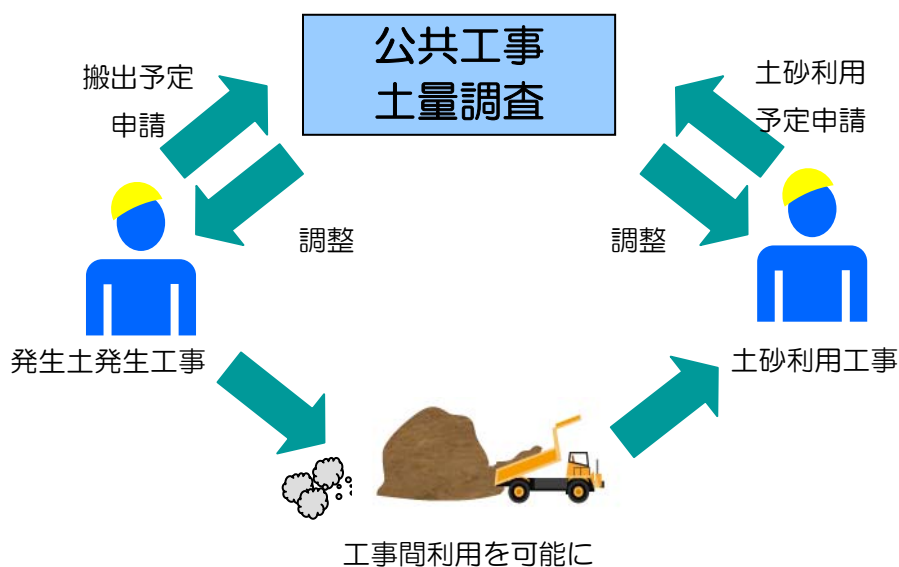 公共工事
土量調査
搬出予定
申請
土砂利用
予定申請
調整
調整
発生土発生工事
土砂利用工事
工事間利用を可能に